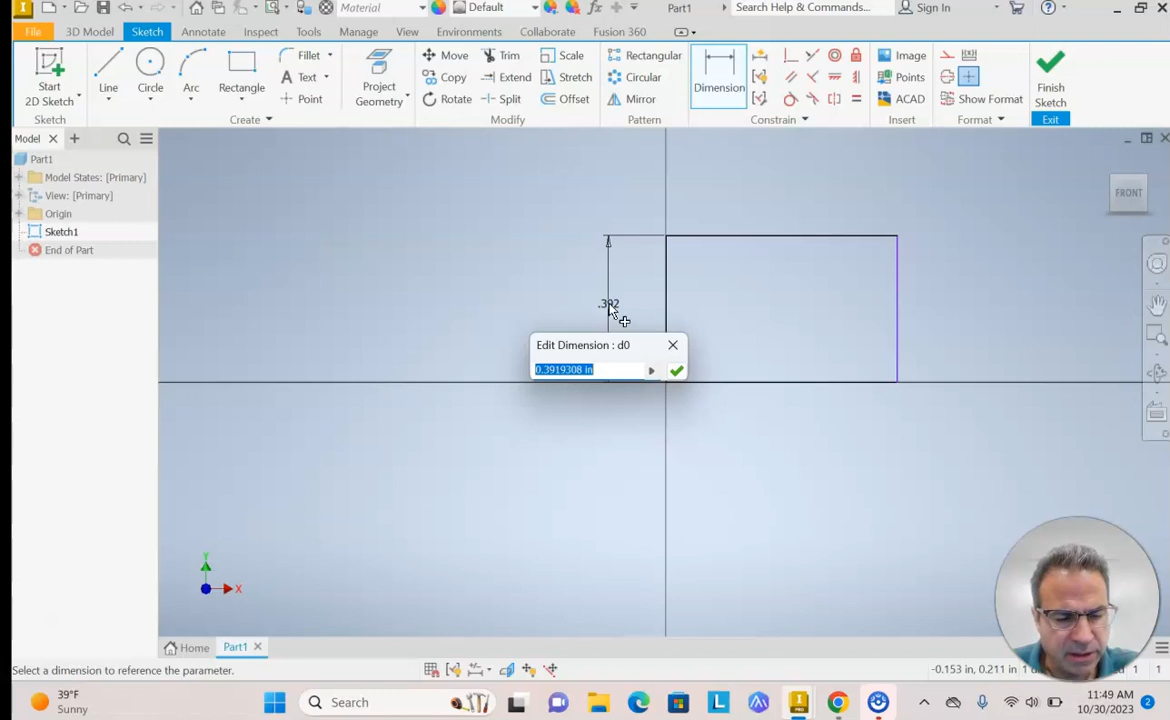 Material
Default
fx
Part1
Help & Commands...
Sign In
File
3D Model
Sketch
Annotate
Inspect
Tools
Manage
View
Environments
Collaborate
Fusion 360
Start
2D Sketch
Line
Circle
Arc
Rectangle
Fillet
Text
Point
Project
Geometry
Move
Copy
Rotate
Trim
Extend
Split
Scale
Stretch
Offset
Rectangular
Circular
Mirror
Dimension
Image
Points
ACAD
Show Format
Finish
Sketch
Sketch
Create
Modify
Pattern
Constrain
Insert
Format
Exit
Model
Part1
Model States: [Primary]
View: [Primary]
Origin
Sketch1
End of Part
FRONT
.392
Edit Dimension : d0
0.3919308 in
Y
X
Home
Part1
Select a dimension to reference the parameter.
-0.153 in, 0.211 in
1
1
39°F
Sunny
Search
11:49 AM
10/30/2023
2